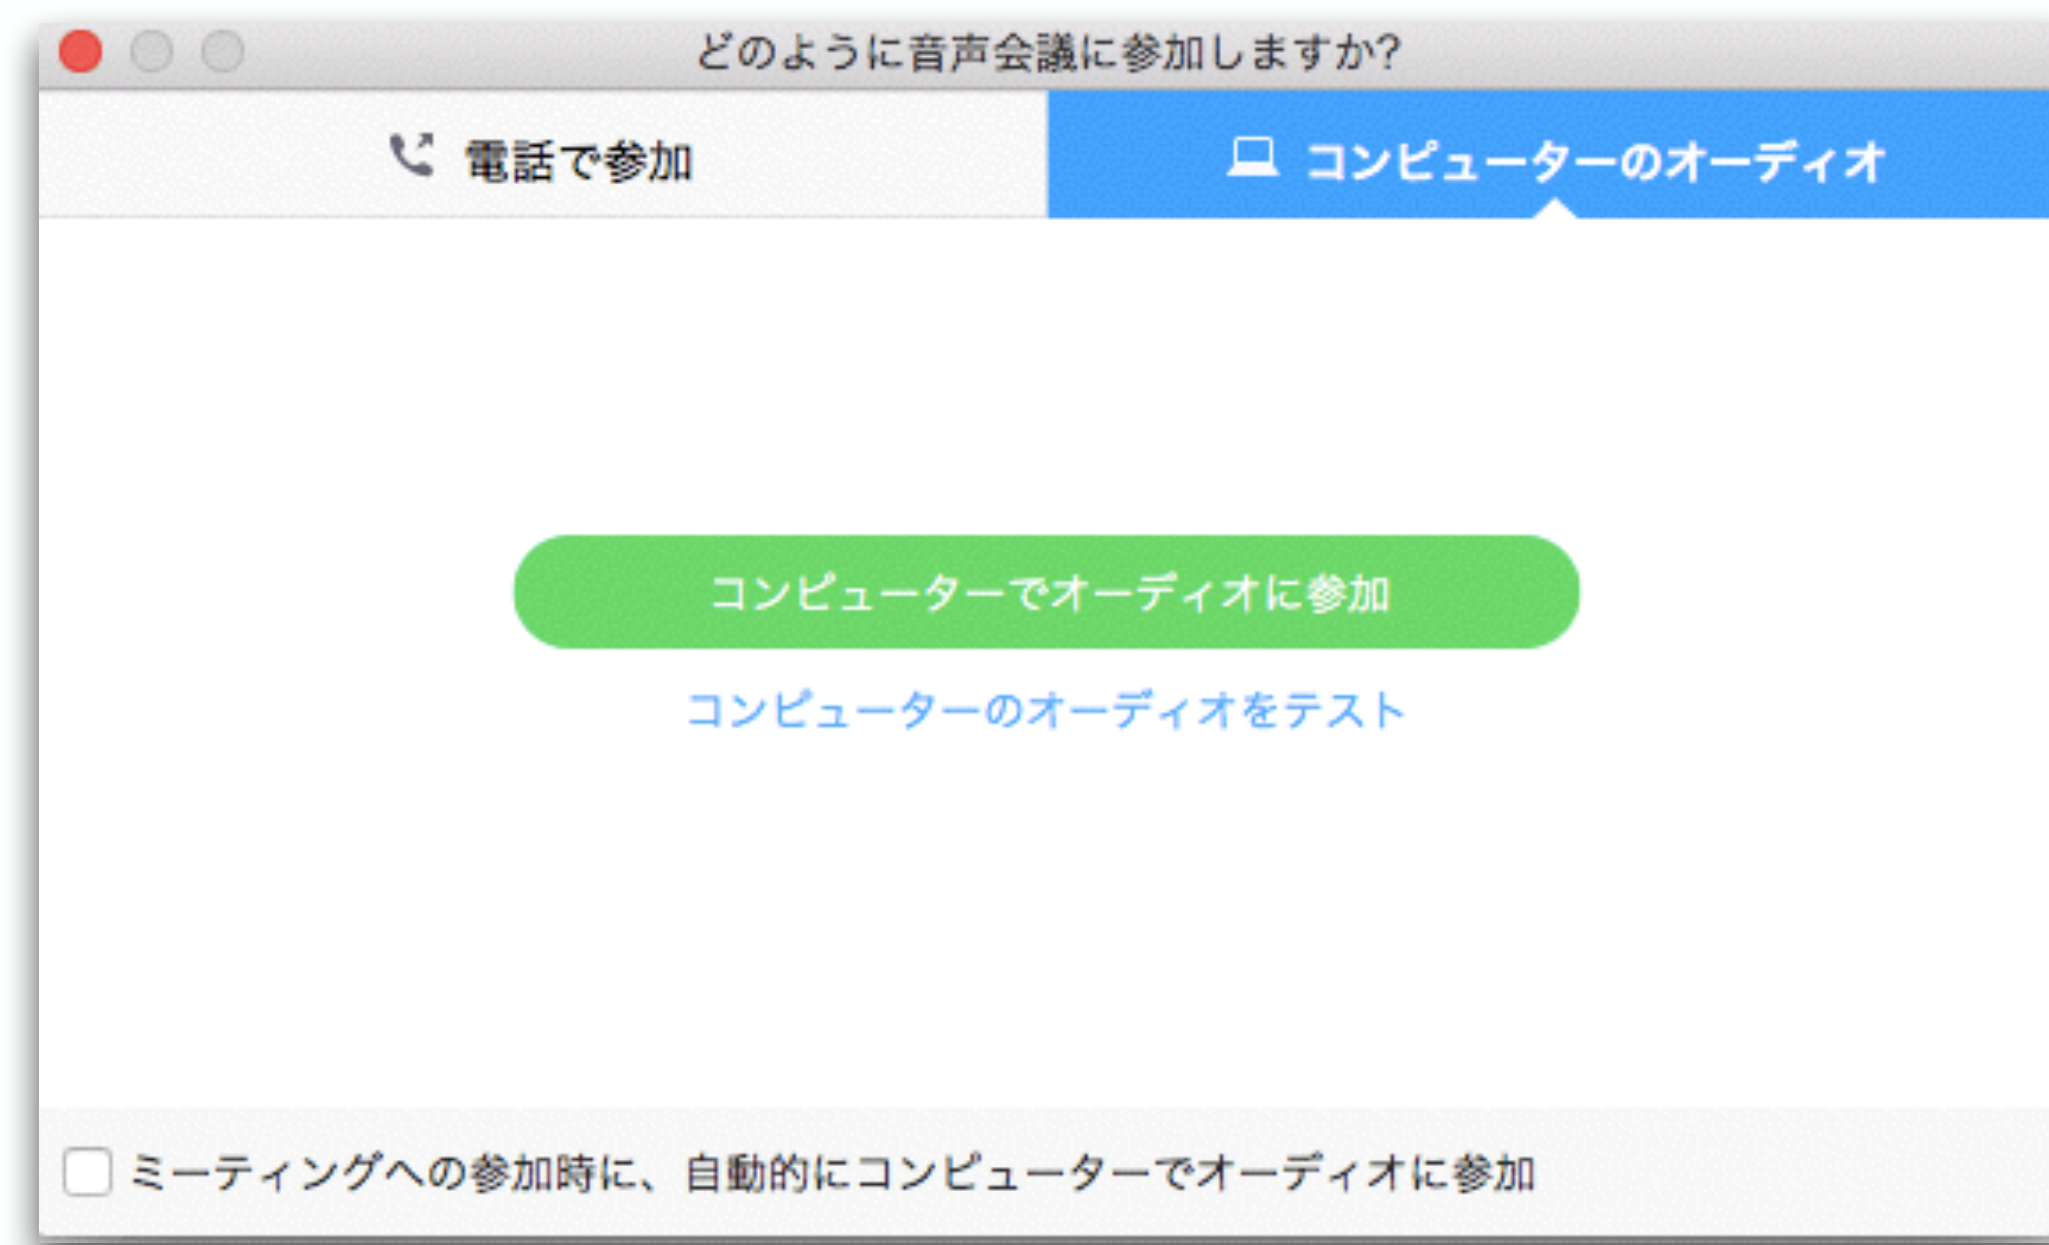 どのように音声会議に参加しますか?
電話で参加
コンピューターのオーディオ
コンピューターでオーディオに参加
コンピューターのオーディオをテスト
ミーティングへの参加時に、自動的にコンピューターでオーディオに参加